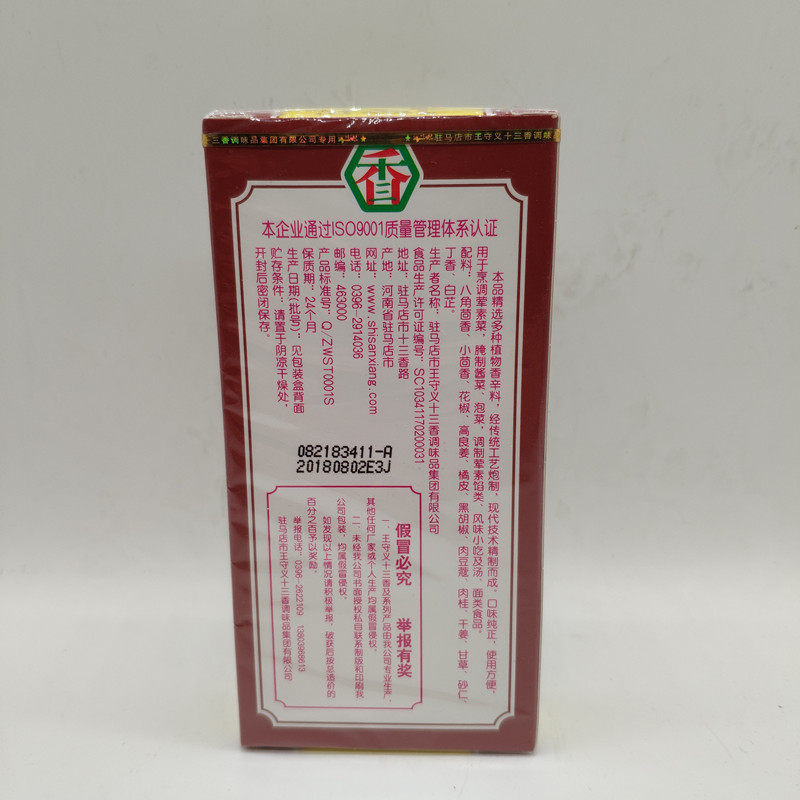 三香调味品集团有限公司专用
驻马店市王守义十三香调味
香
本企业通过ISO9001质量管理体系认证
本品精选多种植物香辛料，经传统工艺炮制，现代技术精制而成。口味纯正，使用方便，
用于烹调荤素菜，腌制酱菜、泡菜，调制荤素馅类、风味小吃及汤、面类食品。
配料：八角茴香、小茴香、花椒、高良姜、橘皮、黑胡椒、肉豆蔻、肉桂、干姜、甘草、砂仁、
丁香、白芷。
生产者名称：驻马店市王守义十三香调味品集团有限公司
食品生产许可证编号：SC10341170200031
地址：驻马店市十三香路
产地：河南省驻马店市
网址：www.shisanxiang.com
电话：0396-2914036
邮编：463000
产品标准号：Q/ZWST0001S
保质期：24个月
生产日期(批号)：见包装盒背面
贮存条件：请置于阴凉干燥处，
开封后密闭保存。
082183411-A
20180802E3J
假冒必究 举报有奖
一、王守义十三香及系列产品由我公司专业生产，
其他任何厂家或个人生产均属假冒侵权。
二、未经我公司书面授权私自联系制版和印刷我
公司包装，均属假冒侵权。
如发现以上情况请积极举报，破获后按总造价的
百分之百予以奖励。
举报电话：0396-2622109 13803968613
驻马店市王守义十三香调味品集团有限公司